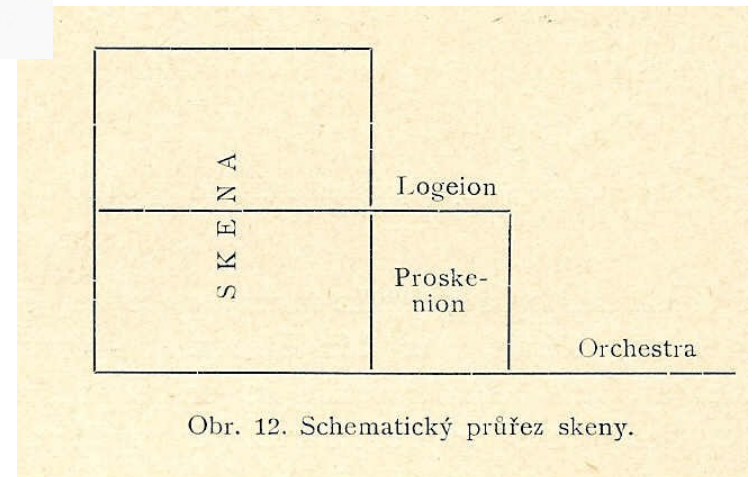 SKENA
Logeion
Proske-
nion
Orchestra
Obr. 12. Schematický průřez skeny.